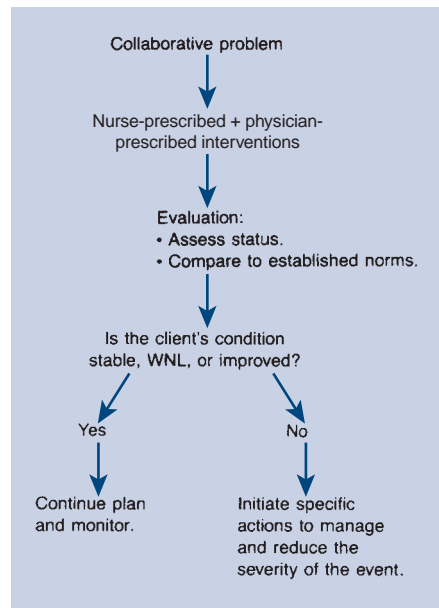 Collaborative problem
Nurse-prescribed + physician-
prescribed interventions
Evaluation:
• Assess status.
• Compare to established norms.
Is the client's condition
stable, WNL, or improved?
Yes
No
Continue plan
and monitor.
Initiate specific
actions to manage
and reduce the
severity of the event.